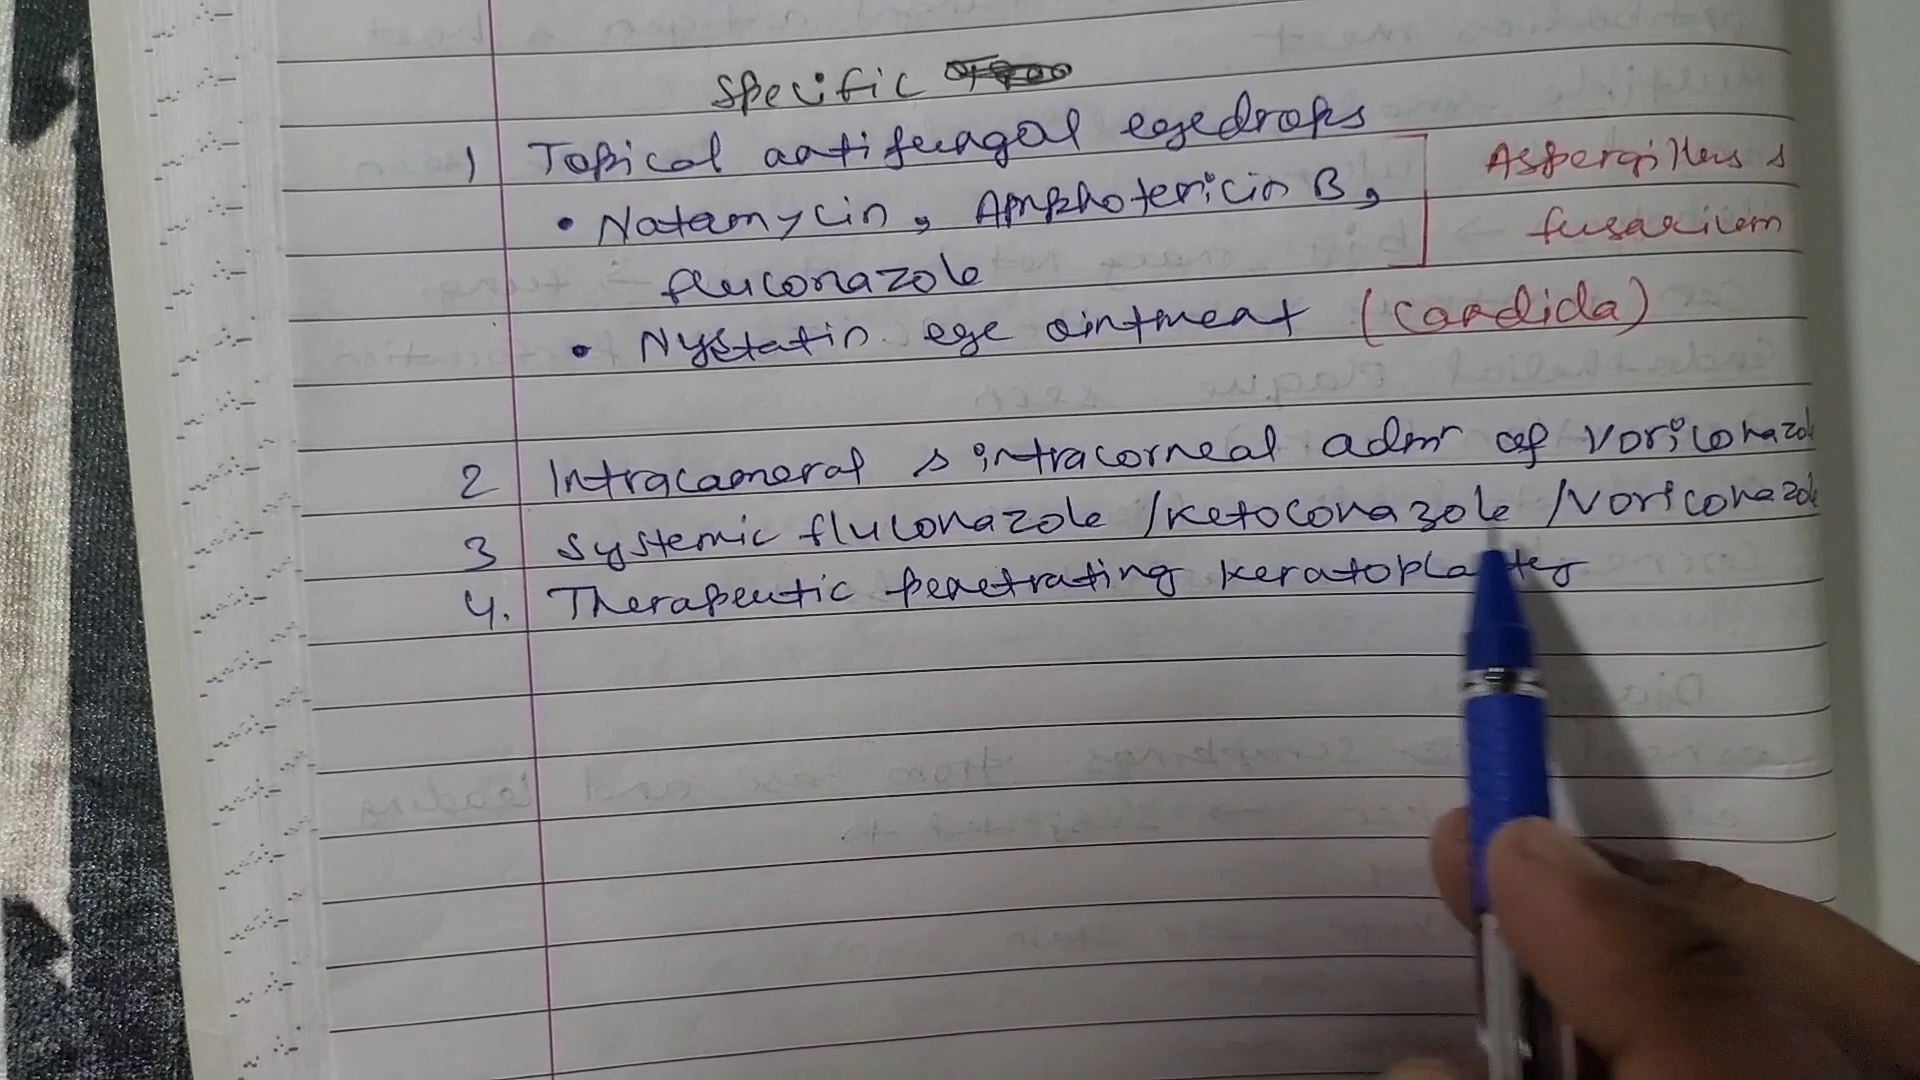 Specific
1 Topical antifungal eyedrops
• Natamycin, Amphotericin B,
fluconazole
Aspergillus &
fusarium
• Nystatin eye ointment (candida)
2 Intracameral & intracorneal admn of Voriconazole
3 Systemic fluconazole /ketoconazole /Voriconazole
4. Therapeutic penetrating keratoplasty